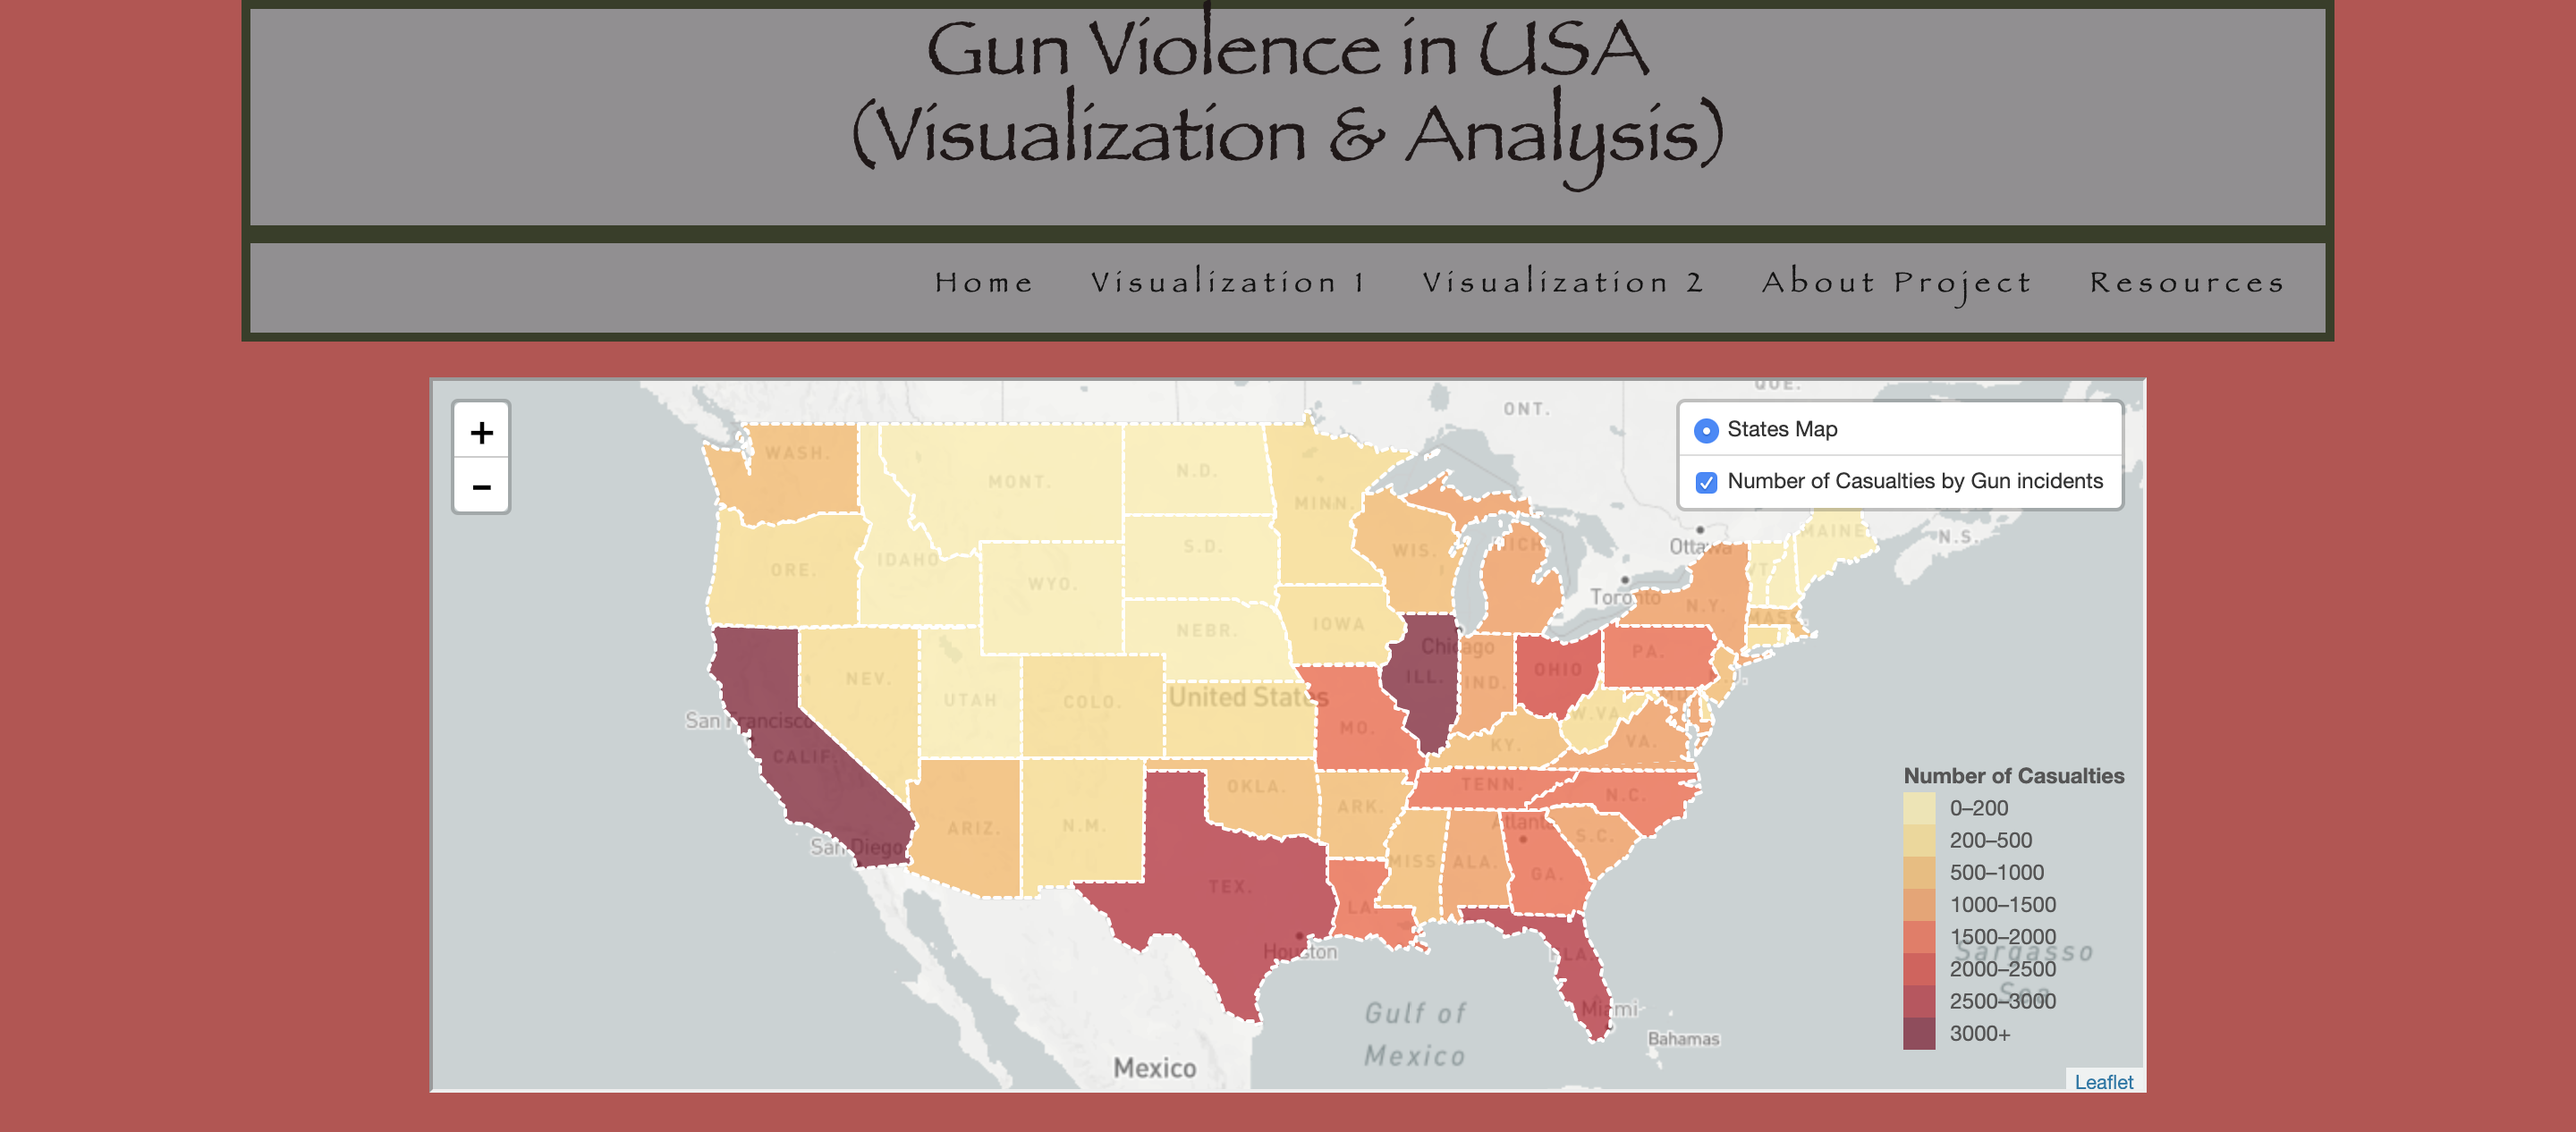 Gun Violence in USA
(Visualization & Analysis)
Home Visualization 1 Visualization 2 About Project Resources
+
−
States Map
Number of Casualties by Gun incidents
QUE.
ONT.
WASH.
MONT.
N.D.
MINN.
ORE.
IDAHO
S.D.
WIS.
MICH.
Ottawa
MAINE
N.S.
WYO.
Toronto
VT.
N.Y.
MASS.
NEBR.
IOWA
Chicago
NEV.
UTAH
COLO.
United States
ILL.
IND.
OHIO
PA.
San Francisco
MO.
W.VA.
CALIF.
KY.
VA.
San Diego
ARIZ.
N.M.
OKLA.
ARK.
TENN.
N.C.
Atlanta
S.C.
MISS.
ALA.
GA.
TEX.
LA.
Houston
FLA.
Miami
Bahamas
Gulf of
Mexico
Mexico
Sargasso
Sea
Number of Casualties
0–200
200–500
500–1000
1000–1500
1500–2000
2000–2500
2500–3000
3000+
Leaflet